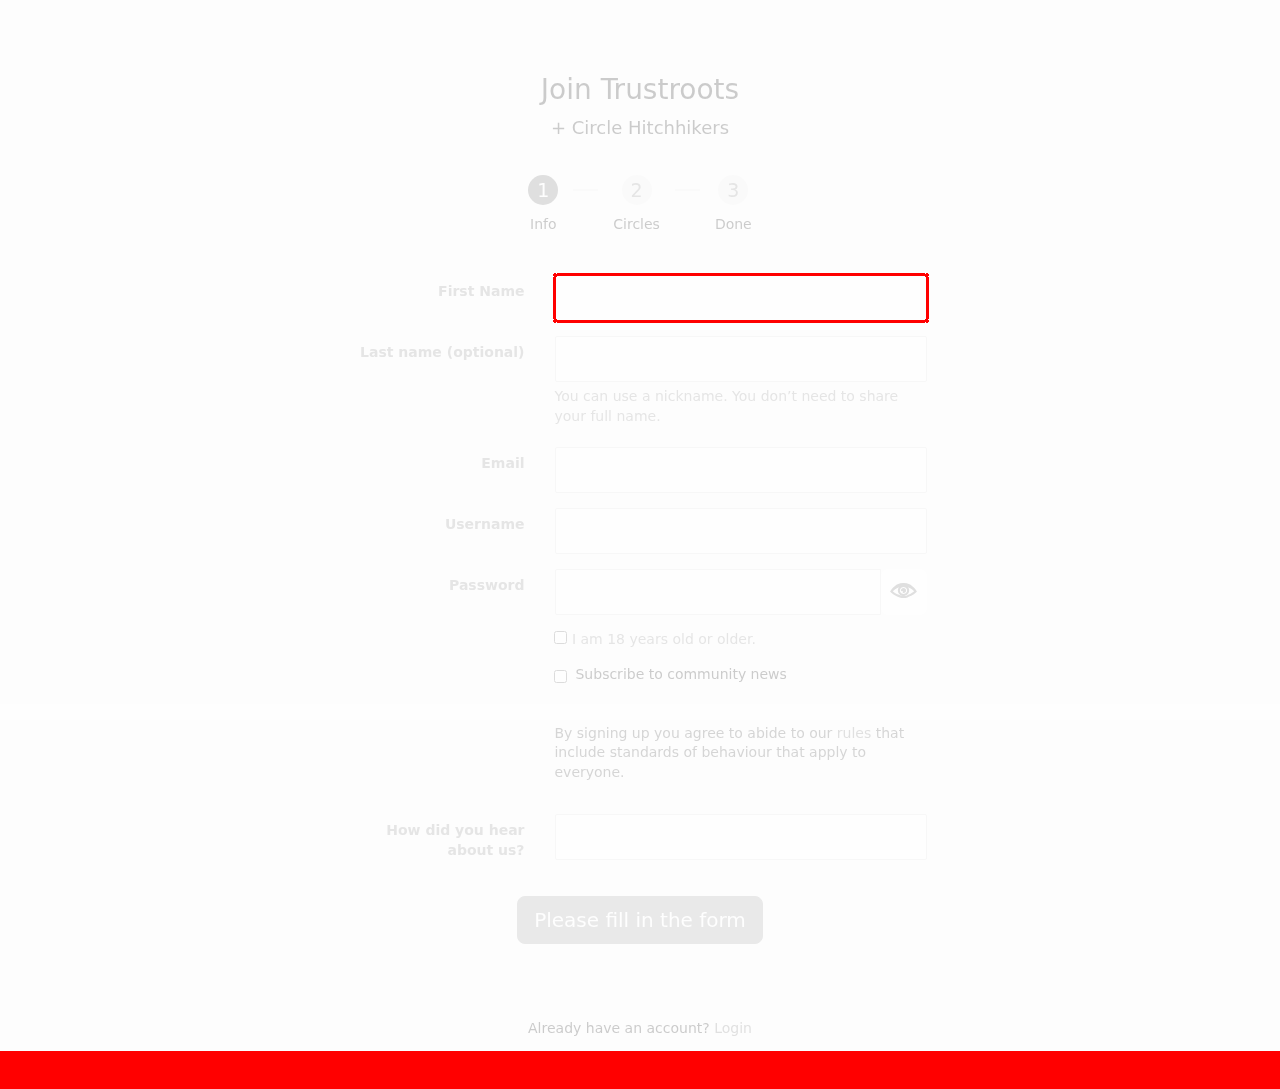 Join Trustroots
+ Circle Hitchhikers
1 2 3
Info Circles Done
First Name
Last name (optional)
You can use a nickname. You don’t need to share
your full name.
Email
Username
Password
I am 18 years old or older.
Subscribe to community news
By signing up you agree to abide to our rules that
include standards of behaviour that apply to
everyone.
How did you hear
about us?
Please fill in the form
Already have an account? Login